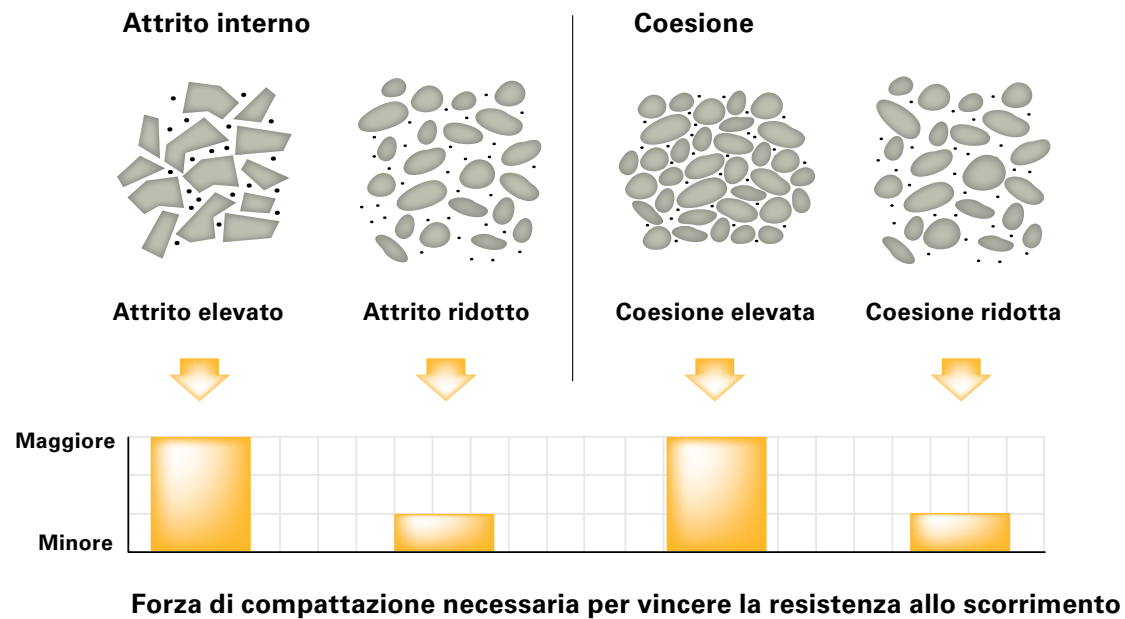 Attrito interno
Coesione
Attrito elevato
Attrito ridotto
Coesione elevata
Coesione ridotta
Maggiore
Minore
Forza di compattazione necessaria per vincere la resistenza allo scorrimento